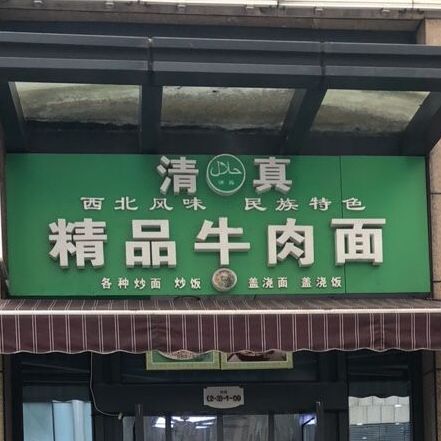 清 حلال 真
西北风味 民族特色
精品牛肉面
各种炒面 炒饭 盖浇面 盖浇饭